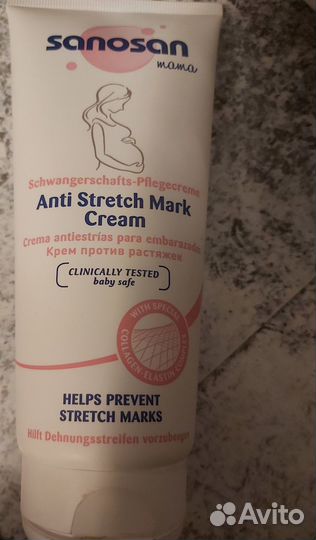 sanosan
mama
Schwangerschafts-Pflegecreme
Anti Stretch Mark
Cream
Crema antiestrías para embarazadas
Крем против растяжек
CLINICALLY TESTED
baby safe
WITH SPECIAL
COLLAGEN-ELASTIN COMPLEX
HELPS PREVENT
STRETCH MARKS
Hilft Dehnungsstreifen vorzubeugen
Avito